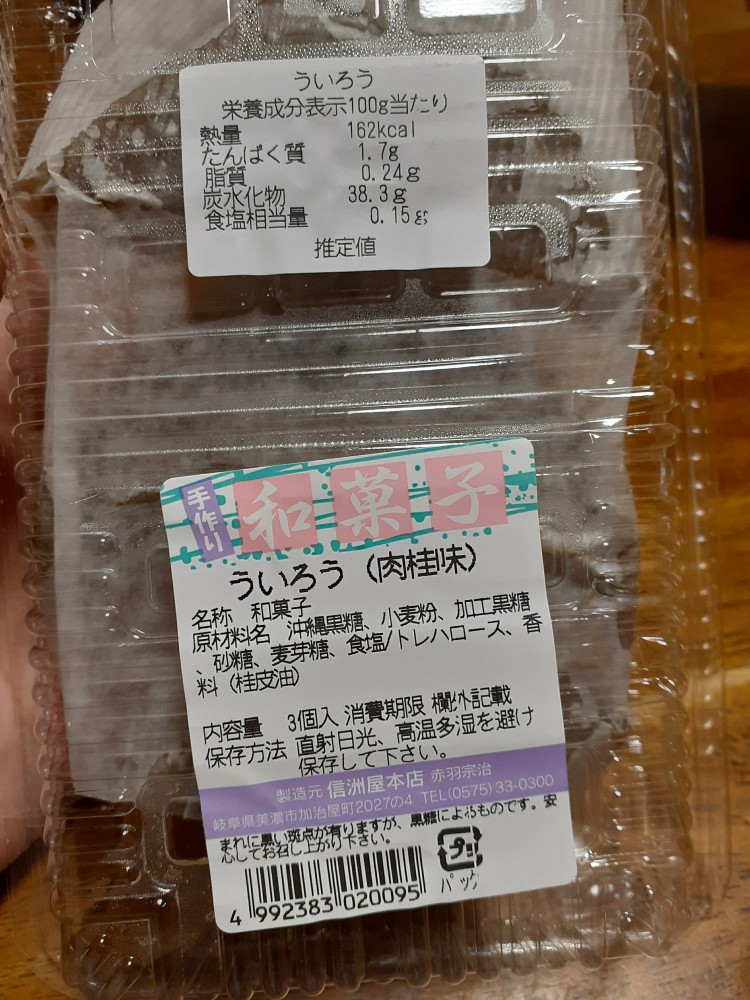 ういろう
栄養成分表示100g当たり
熱量 162kcal
たんぱく質 1.7g
脂質 0.24g
炭水化物 38.3g
食塩相当量 0.15g
推定値
手作り 和菓子
ういろう（肉桂味）
名称 和菓子
原材料名 沖縄黒糖、小麦粉、加工黒糖
、砂糖、麦芽糖、食塩/トレハロース、香
料（桂皮油）
内容量 3個入 消費期限 欄外記載
保存方法 直射日光、高温多湿を避け
保存して下さい。
製造元 信洲屋本店 赤羽宗治
岐阜県美濃市加治屋町2027の4 TEL(0575)33-0300
まれに黒い斑点が有りますが、黒糖によるものです。安
心してお召し上がり下さい。
プラ
パック
4 992383 020095